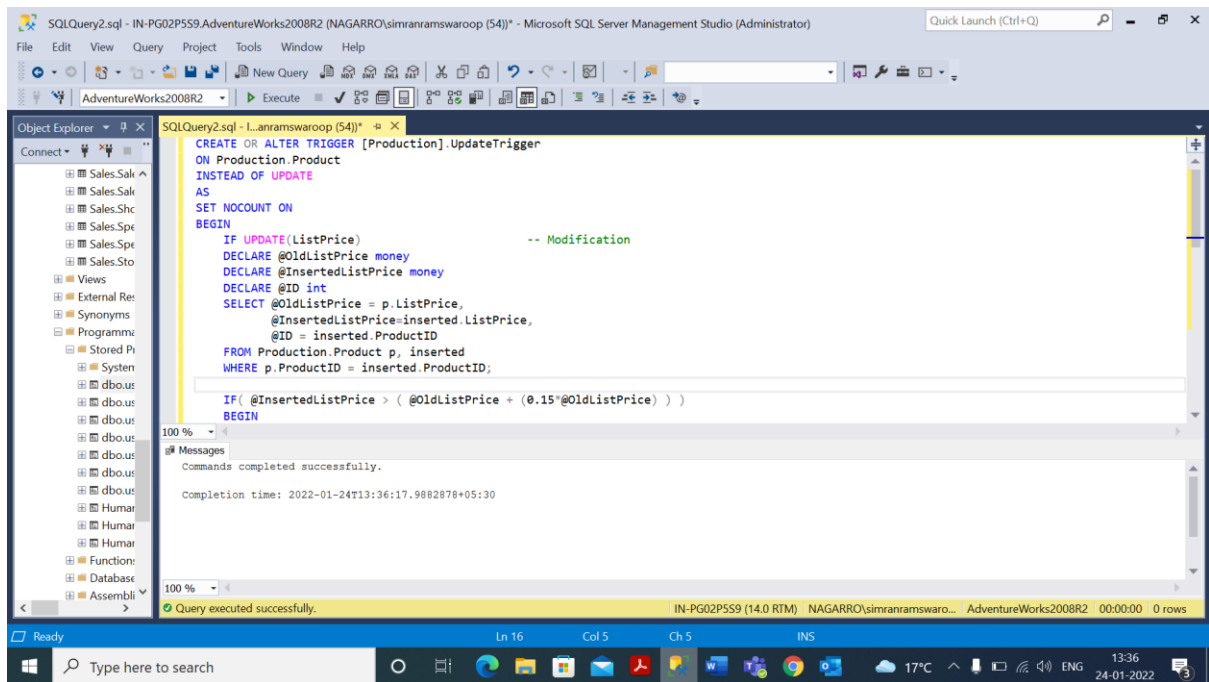 SQLQuery2.sql - IN-PG02P5S9.AdventureWorks2008R2 (NAGARRO\simranramswaroop (54))* - Microsoft SQL Server Management Studio (Administrator)
Quick Launch (Ctrl+Q)
File Edit View Query Project Tools Window Help
New Query
AdventureWorks2008R2 Execute
Object Explorer
SQLQuery2.sql - I...anramswaroop (54))*
Connect
Sales.Sale
Sales.Sale
Sales.Sho
Sales.Spe
Sales.Spe
Sales.Sto
Views
External Re
Synonyms
Programma
Stored Pr
System
dbo.us
dbo.us
dbo.us
dbo.us
dbo.us
dbo.us
dbo.us
Human
Human
Human
Functions
Database
Assembli
CREATE OR ALTER TRIGGER [Production].UpdateTrigger
ON Production.Product
INSTEAD OF UPDATE
AS
SET NOCOUNT ON
BEGIN
IF UPDATE(ListPrice) -- Modification
DECLARE @OldListPrice money
DECLARE @InsertedListPrice money
DECLARE @ID int
SELECT @OldListPrice = p.ListPrice,
@InsertedListPrice=inserted.ListPrice,
@ID = inserted.ProductID
FROM Production.Product p, inserted
WHERE p.ProductID = inserted.ProductID;
IF( @InsertedListPrice > ( @OldListPrice + (0.15*@OldListPrice) ) )
BEGIN
100 %
Messages
Commands completed successfully.
Completion time: 2022-01-24T13:36:17.9882878+05:30
100 %
Query executed successfully.
IN-PG02P5S9 (14.0 RTM) NAGARRO\simranramswaro... AdventureWorks2008R2 00:00:00 0 rows
Ready Ln 16 Col 5 Ch 5 INS
Type here to search
17°C ENG
13:36
24-01-2022
3